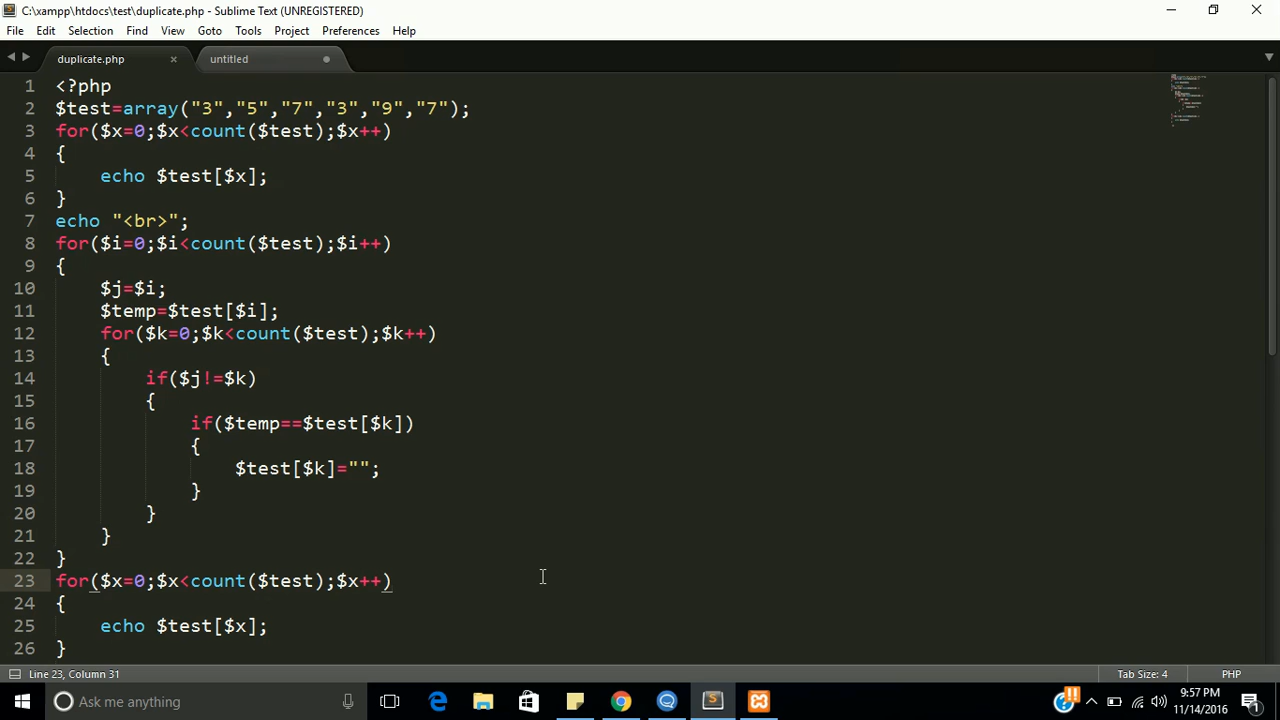 C:\xampp\htdocs\test\duplicate.php - Sublime Text (UNREGISTERED)
File Edit Selection Find View Goto Tools Project Preferences Help
duplicate.php × untitled
1 <?php
2 $test=array("3","5","7","3","9","7");
3 for($x=0;$x<count($test);$x++)
4 {
5 echo $test[$x];
6 }
7 echo "<br>";
8 for($i=0;$i<count($test);$i++)
9 {
10 $j=$i;
11 $temp=$test[$i];
12 for($k=0;$k<count($test);$k++)
13 {
14 if($j!=$k)
15 {
16 if($temp==$test[$k])
17 {
18 $test[$k]="";
19 }
20 }
21 }
22 }
23 for($x=0;$x<count($test);$x++)
24 {
25 echo $test[$x];
26 }
Line 23, Column 31 Tab Size: 4 PHP
Ask me anything
9:57 PM
11/14/2016
1